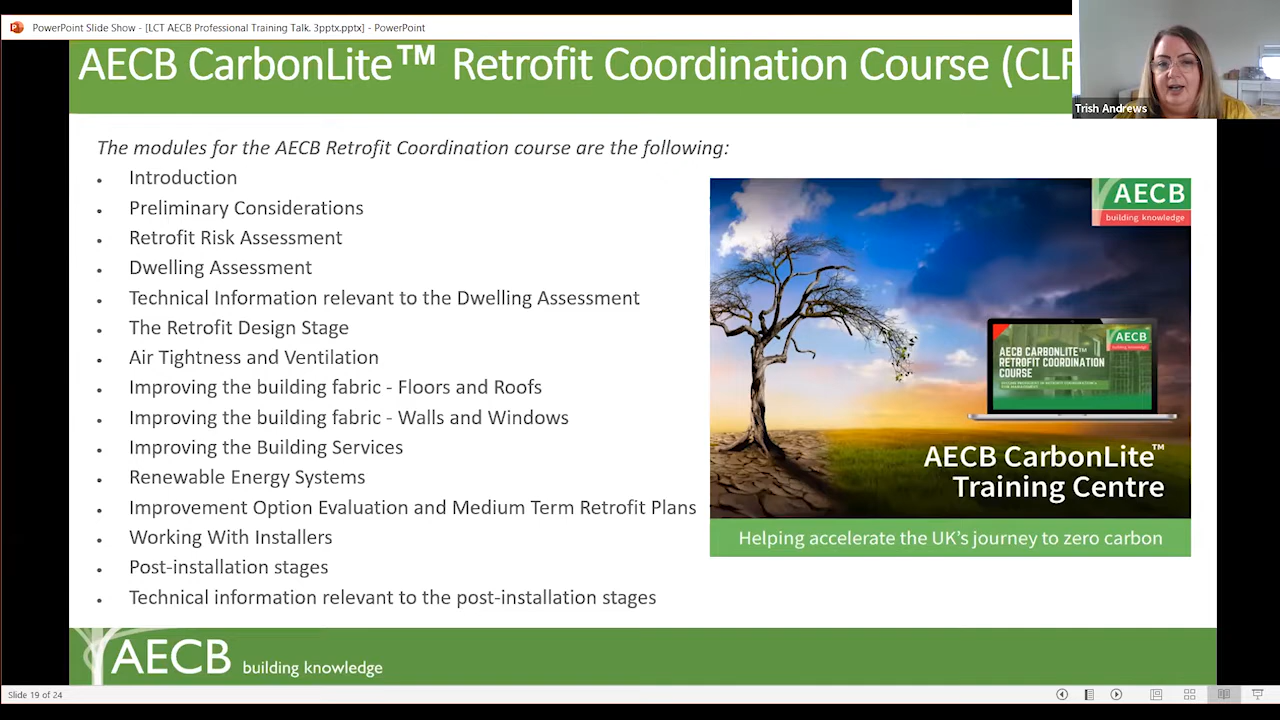 PowerPoint Slide Show - [LCT AECB Professional Training Talk. 3pptx.pptx] - PowerPoint
AECB CarbonLite™ Retrofit Coordination Course (CLR
Trish Andrews
The modules for the AECB Retrofit Coordination course are the following:
• Introduction
• Preliminary Considerations
• Retrofit Risk Assessment
• Dwelling Assessment
• Technical Information relevant to the Dwelling Assessment
• The Retrofit Design Stage
• Air Tightness and Ventilation
• Improving the building fabric - Floors and Roofs
• Improving the building fabric - Walls and Windows
• Improving the Building Services
• Renewable Energy Systems
• Improvement Option Evaluation and Medium Term Retrofit Plans
• Working With Installers
• Post-installation stages
• Technical information relevant to the post-installation stages
AECB
building knowledge
AECB
building knowledge
AECB CARBONLITE™
RETROFIT COORDINATION
COURSE
AECB CarbonLite™
Training Centre
Helping accelerate the UK's journey to zero carbon
AECB building knowledge
Slide 19 of 24